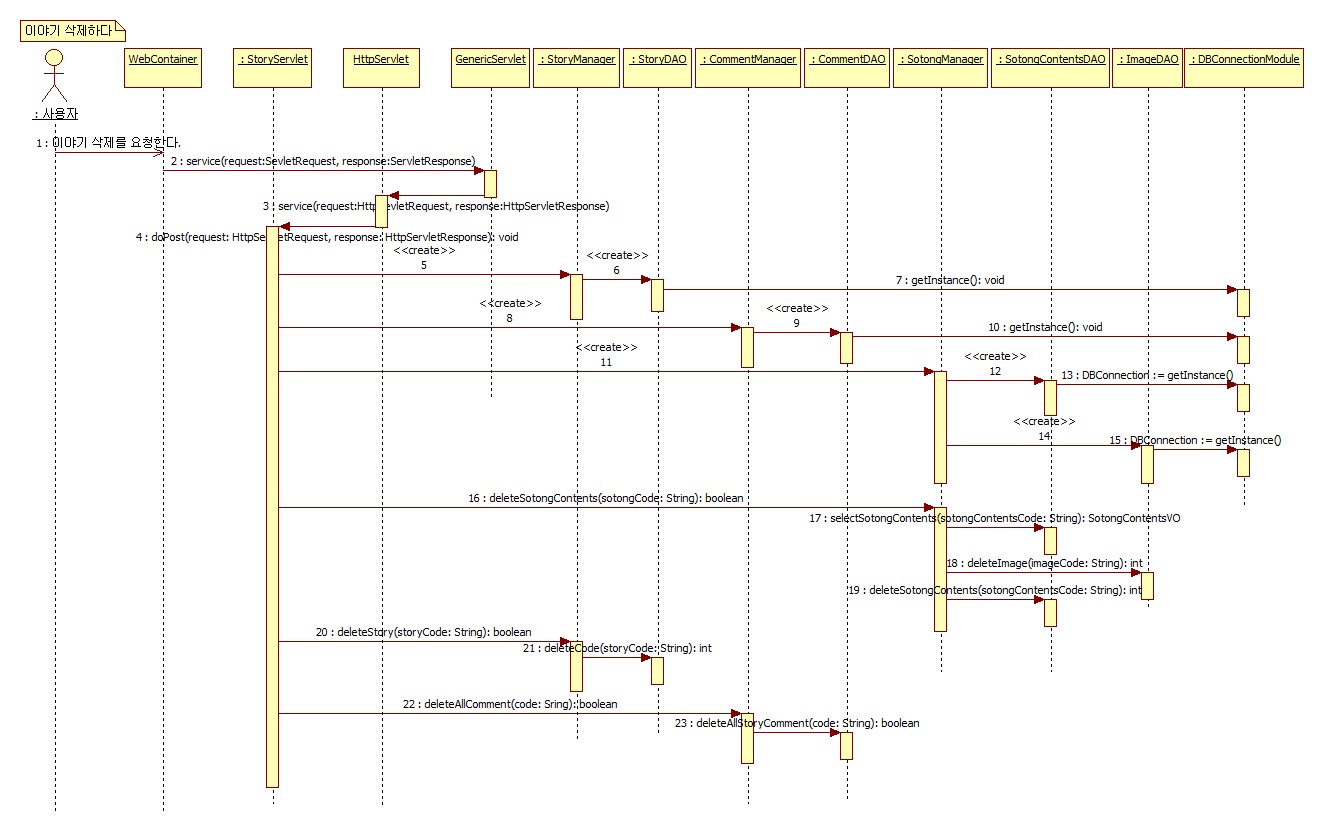 이야기 삭제하다
: 사용자
WebContainer
: StoryServlet
HttpServlet
GenericServlet
: StoryManager
: StoryDAO
: CommentManager
: CommentDAO
: SotongManager
: SotongContentsDAO
: ImageDAO
: DBConnectionModule
1 : 이야기 삭제를 요청한다.
2 : service(request:SevletRequest, response:ServletResponse)
3 : service(request:HttpServletRequest, response:HttpServletResponse)
4 : doPost(request: HttpServletRequest, response: HttpServletResponse): void
<<create>>
5
<<create>>
6
7 : getInstance(): void
<<create>>
8
<<create>>
9
10 : getInstance(): void
<<create>>
11
<<create>>
12
13 : DBConnection := getInstance()
<<create>>
14
15 : DBConnection := getInstance()
16 : deleteSotongContents(sotongCode: String): boolean
17 : selectSotongContents(sotongContentsCode: String): SotongContentsVO
18 : deleteImage(imageCode: String): int
19 : deleteSotongContents(sotongContentsCode: String): int
20 : deleteStory(storyCode: String): boolean
21 : deleteCode(storyCode: String): int
22 : deleteAllComment(code: Sring): boolean
23 : deleteAllStoryComment(code: String): boolean